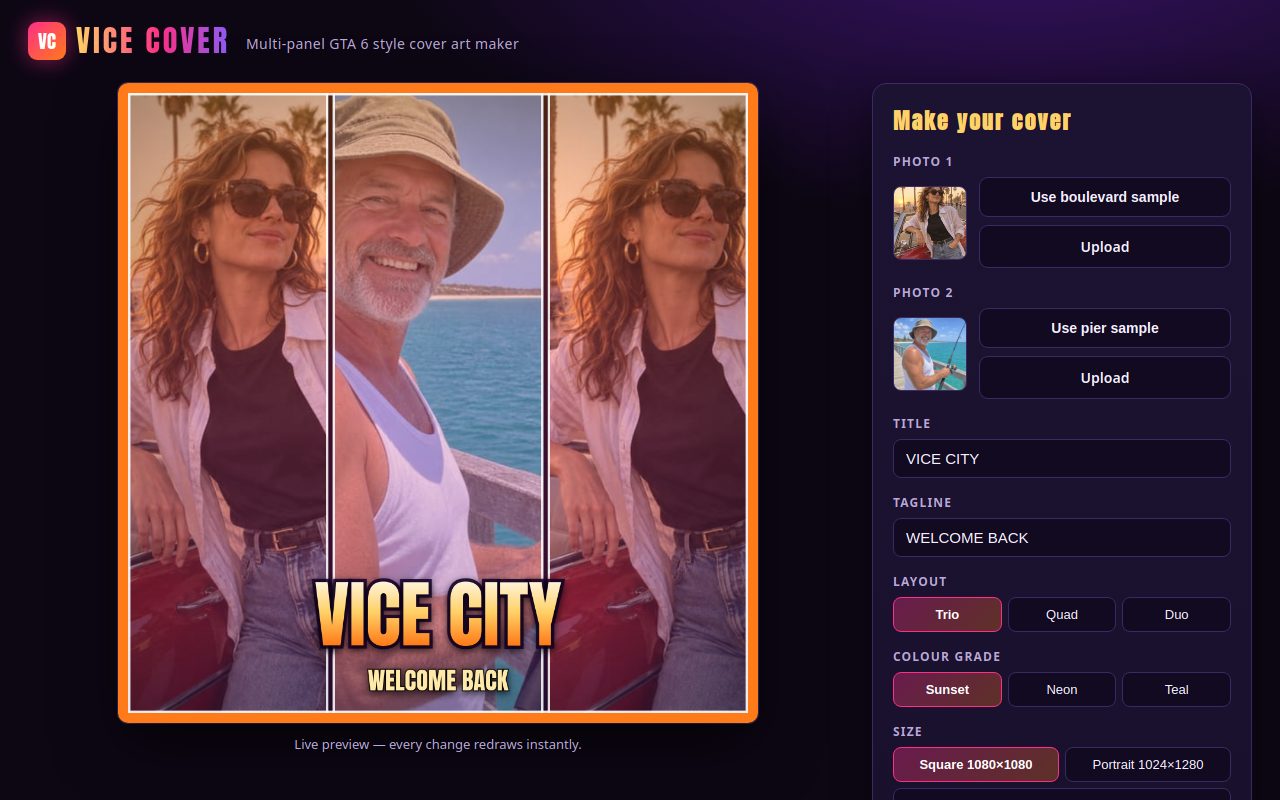 VC VICE COVER Multi-panel GTA 6 style cover art maker
VICE CITY
WELCOME BACK
Live preview — every change redraws instantly.
Make your cover
PHOTO 1
Use boulevard sample
Upload
PHOTO 2
Use pier sample
Upload
TITLE
VICE CITY
TAGLINE
WELCOME BACK
LAYOUT
Trio Quad Duo
COLOUR GRADE
Sunset Neon Teal
SIZE
Square 1080×1080 Portrait 1024×1280